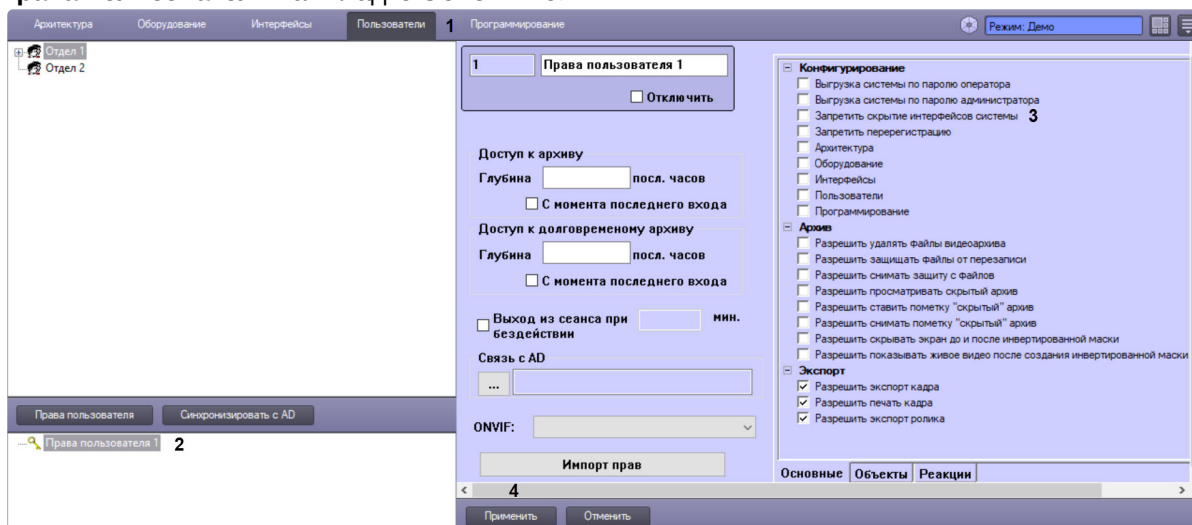 Архитектура Оборудование Интерфейсы Пользователи 1 Программирование Режим: Демо
Отдел 1
Отдел 2
Права пользователя Синхронизировать с AD
Права пользователя 1 2
1 Права пользователя 1
Отключить
Доступ к архиву
Глубина посл. часов
С момента последнего входа
Доступ к долговременому архиву
Глубина посл. часов
С момента последнего входа
Выход из сеанса при мин.
бездействии
Связь с AD
...
ONVIF:
Импорт прав
4
Применить Отменить
Конфигурирование
Выгрузка системы по паролю оператора
Выгрузка системы по паролю администратора
Запретить скрытие интерфейсов системы 3
Запретить перерегистрацию
Архитектура
Оборудование
Интерфейсы
Пользователи
Программирование
Архив
Разрешить удалять файлы видеоархива
Разрешить защищать файлы от перезаписи
Разрешить снимать защиту с файлов
Разрешить просматривать скрытый архив
Разрешить ставить пометку "скрытый" архив
Разрешить снимать пометку "скрытый" архив
Разрешить скрывать экран до и после инвертированной маски
Разрешить показывать живое видео после создания инвертированной маски
Экспорт
Разрешить экспорт кадра
Разрешить печать кадра
Разрешить экспорт ролика
Основные Объекты Реакции